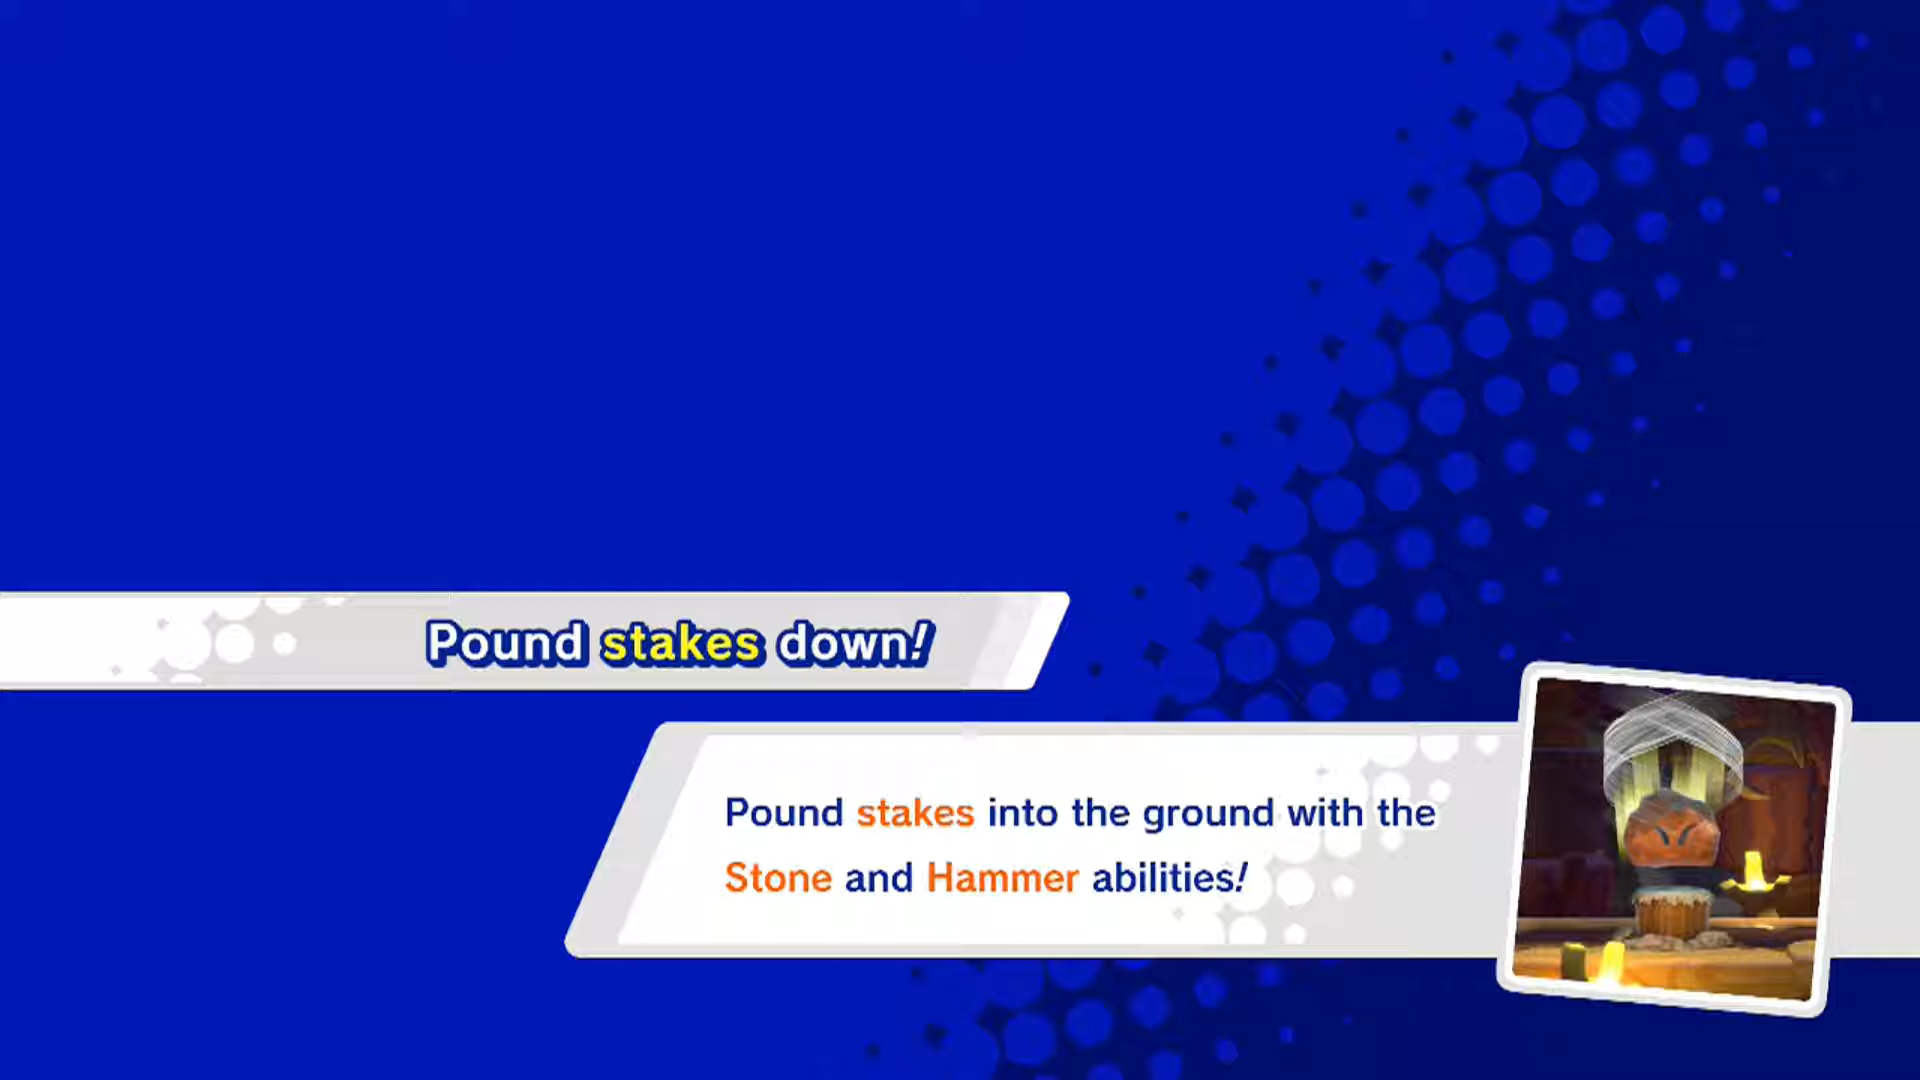 Pound stakes down!
Pound stakes into the ground with the
Stone and Hammer abilities!